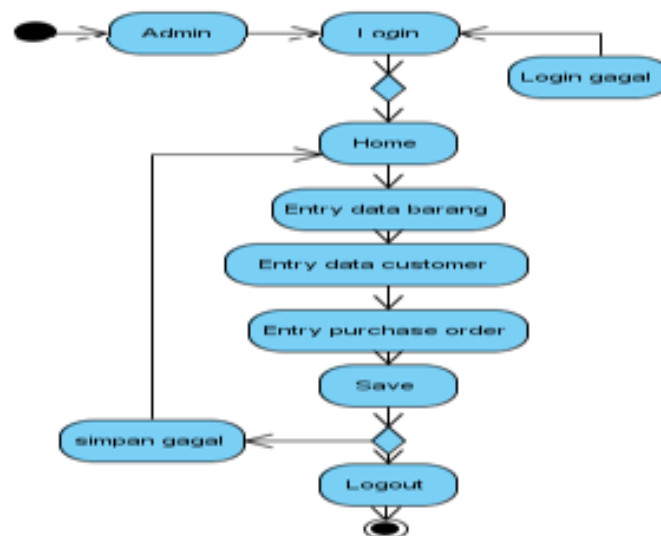 Admin
Login
Login gagal
Home
Entry data barang
Entry data customer
Entry purchase order
Save
simpan gagal
Logout